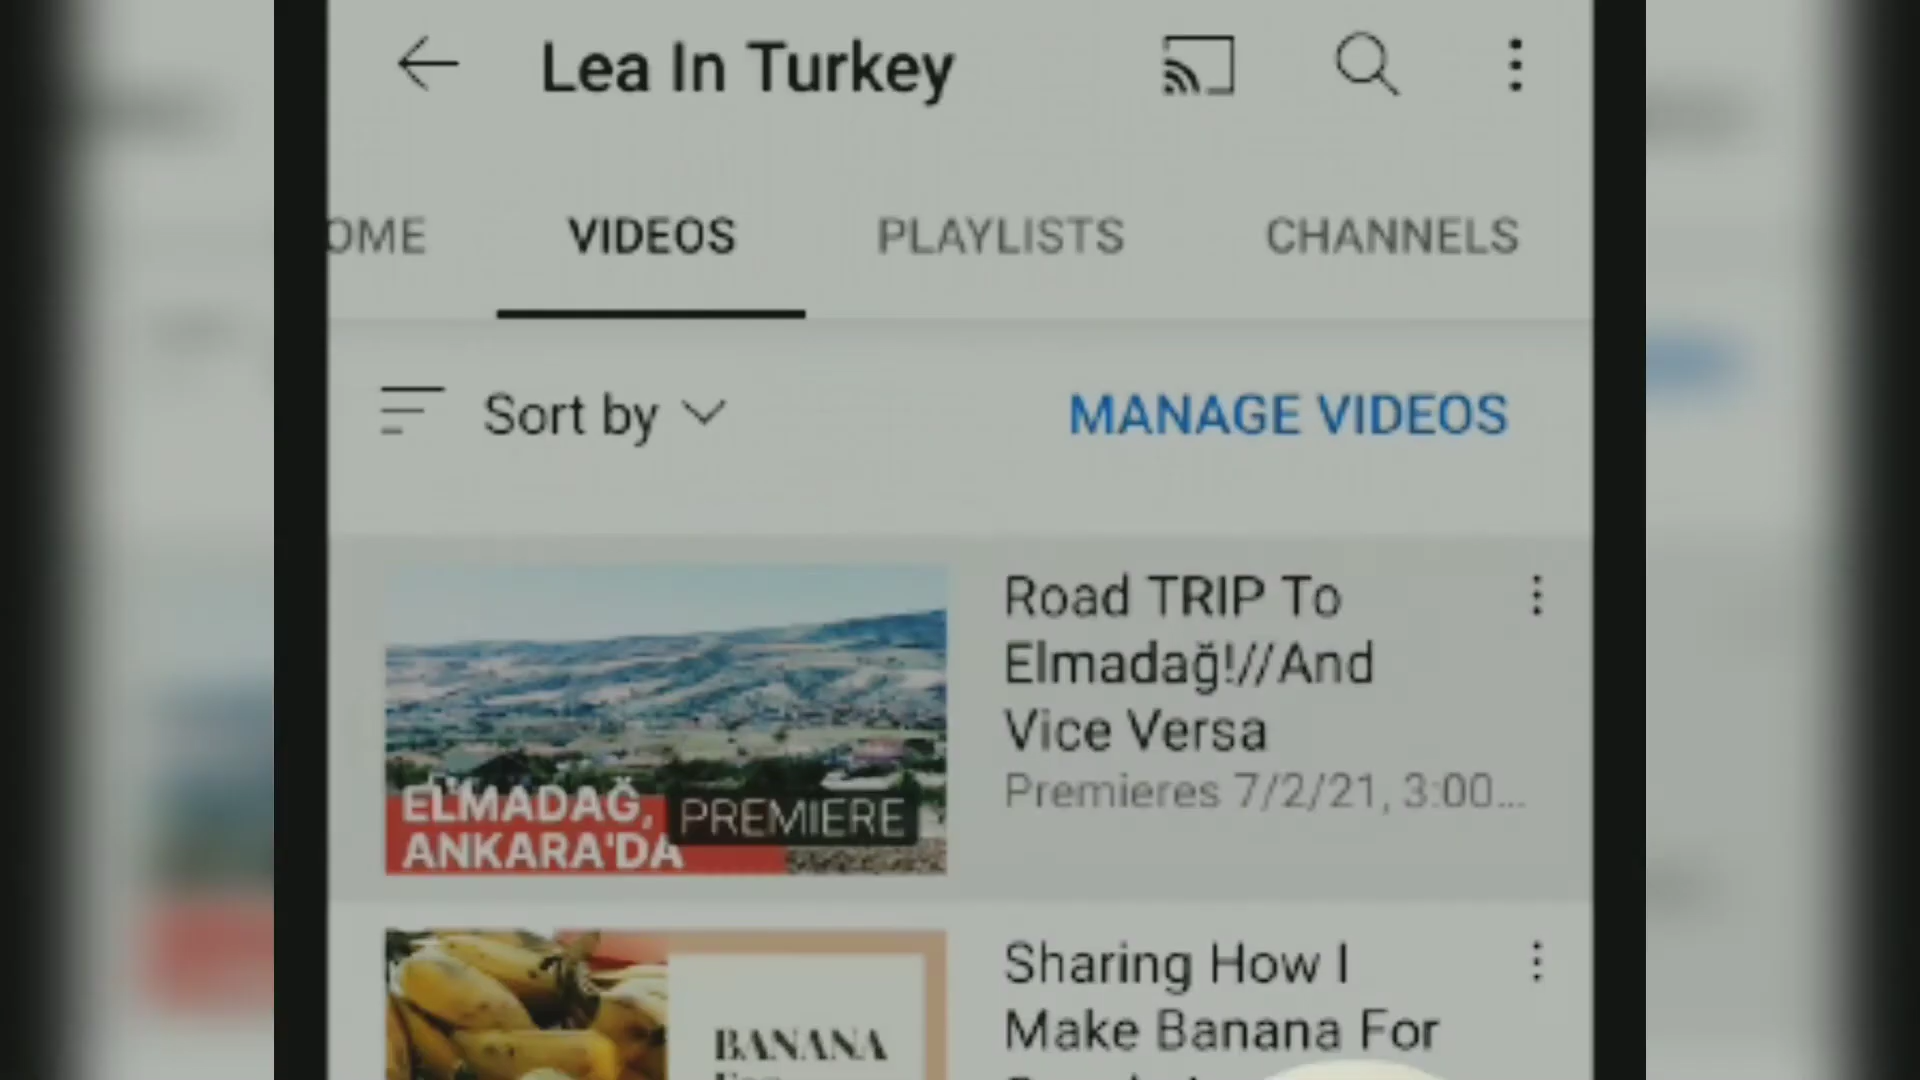 Lea In Turkey
OME
VIDEOS
PLAYLISTS
CHANNELS
Sort by
MANAGE VIDEOS
ELMADAĞ,
ANKARA'DA
PREMIERE
Road TRIP To
Elmadağ!//And
Vice Versa
Premieres 7/2/21, 3:00...
BANANA
Sharing How I
Make Banana For